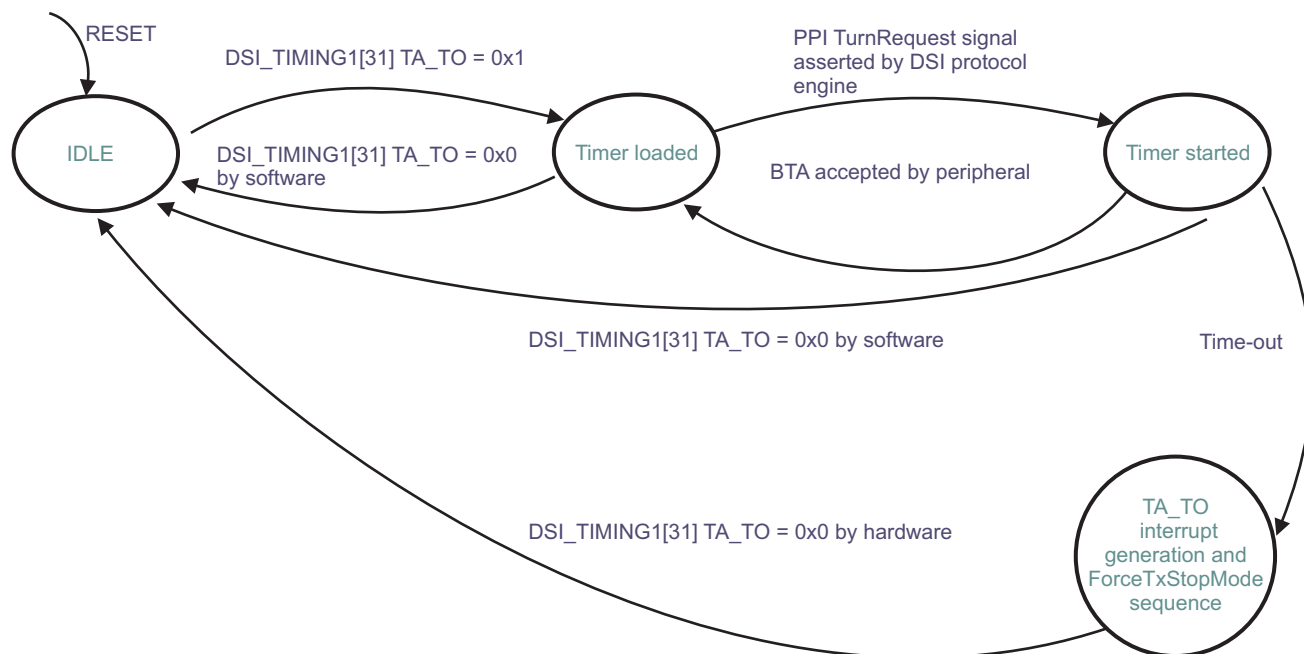 RESET
DSI_TIMING1[31] TA_TO = 0x1
PPI TurnRequest signal
asserted by DSI protocol
engine
IDLE
DSI_TIMING1[31] TA_TO = 0x0
by software
Timer loaded
BTA accepted by peripheral
Timer started
DSI_TIMING1[31] TA_TO = 0x0 by software
Time-out
DSI_TIMING1[31] TA_TO = 0x0 by hardware
TA_TO
interrupt
generation and
ForceTxStopMode
sequence